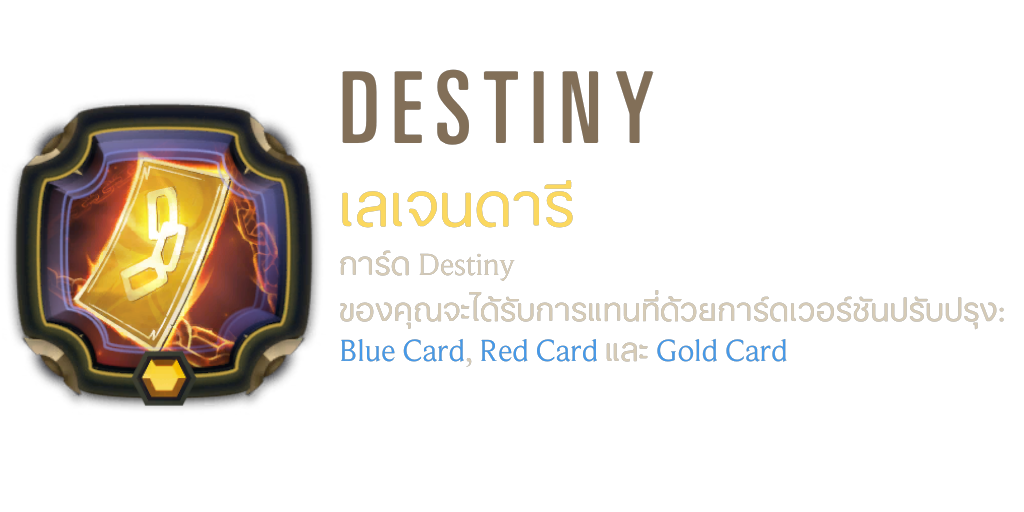 DESTINY
เลเจนดารี
การ์ด Destiny
ของคุณจะได้รับการแทนที่ด้วยการ์ดเวอร์ชันปรับปรุง:
Blue Card, Red Card และ Gold Card